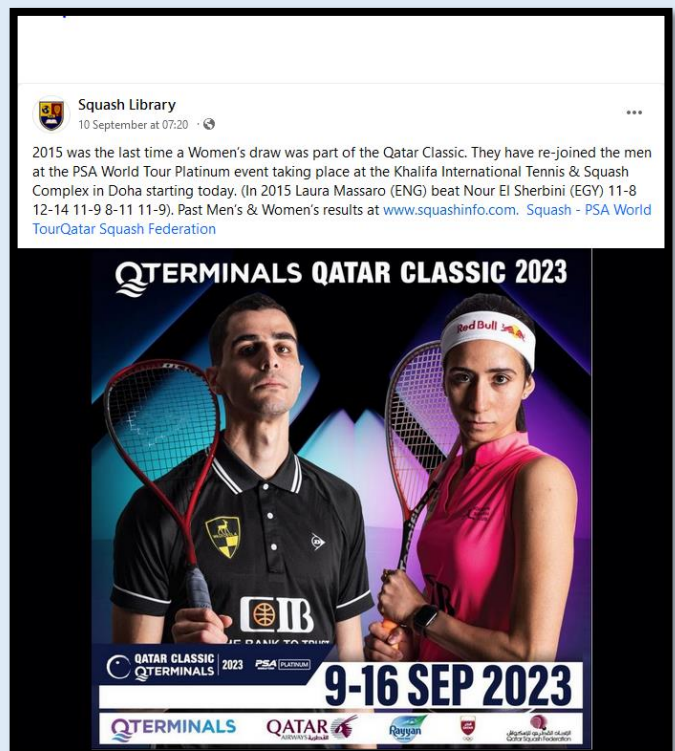 Squash Library
10 September at 07:20 ·
2015 was the last time a Women's draw was part of the Qatar Classic. They have re-joined the men
at the PSA World Tour Platinum event taking place at the Khalifa International Tennis & Squash
Complex in Doha starting today. (In 2015 Laura Massaro (ENG) beat Nour El Sherbini (EGY) 11-8
12-14 11-9 8-11 11-9). Past Men's & Women's results at www.squashinfo.com. Squash - PSA World
TourQatar Squash Federation
QTERMINALS QATAR CLASSIC 2023
Red Bull
CIB
THE BANK TO TRUST
QATAR CLASSIC
QTERMINALS
2023
PSA PLATINUM
9-16 SEP 2023
QTERMINALS
QATAR
AIRWAYS القطرية
Rayyan
الاتحاد القطري للإسكواش
Qatar Squash Federation